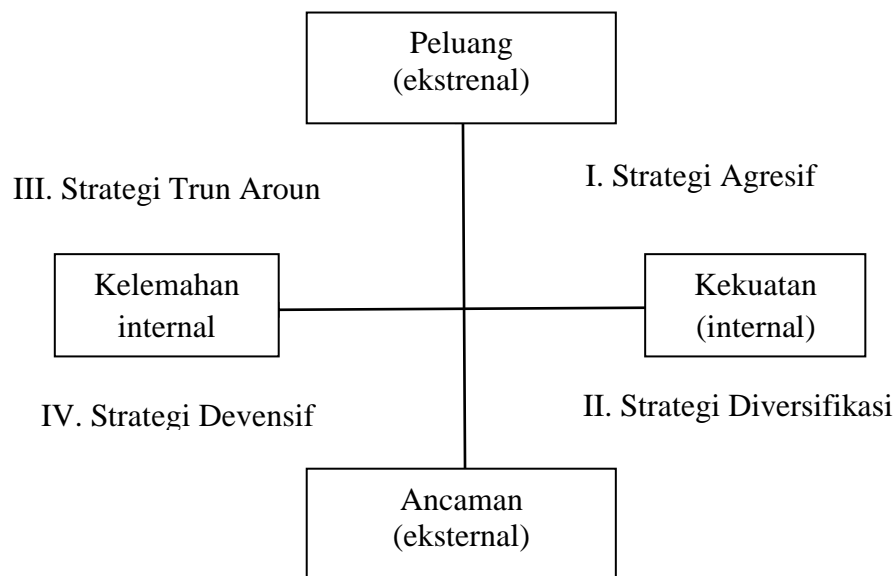 Peluang
(ekstrenal)
III. Strategi Trun Aroun
I. Strategi Agresif
Kelemahan
internal
Kekuatan
(internal)
IV. Strategi Devensif
II. Strategi Diversifikasi
Ancaman
(eksternal)